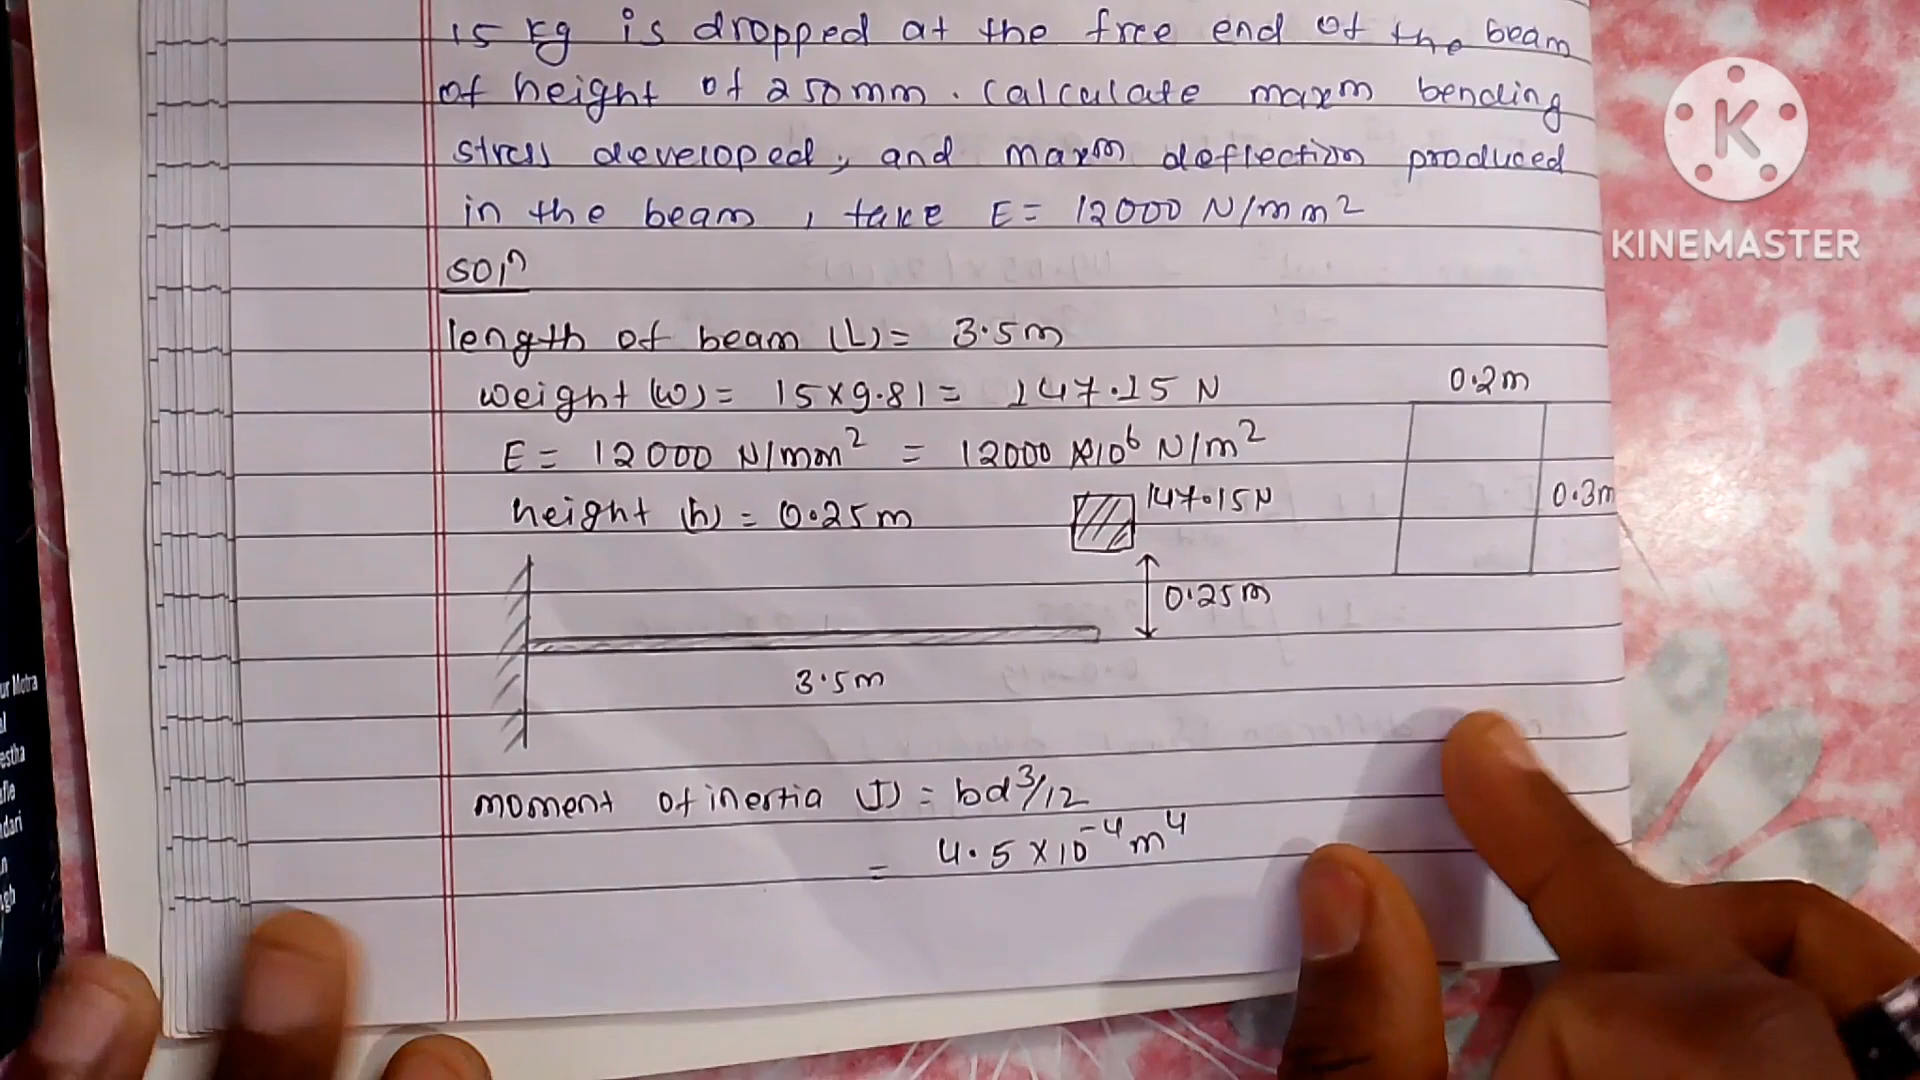 15 kg is dropped at the free end of the beam
of height of 250mm. Calculate maxm bending
stress developed, and maxm deflection produced
in the beam, take E = 12000 N/mm2
soln
length of beam (L) = 3.5m
weight (w) = 15×9.81 = 147.15 N
E = 12000 N/mm² = 12000 ×10⁶ N/m²
height (h) = 0.25m
147.15N
0.25m
3.5m
0.2m
0.3m
moment of inertia (I) = bd³/12
= 4.5×10⁻⁴ m⁴
K
KINEMASTER